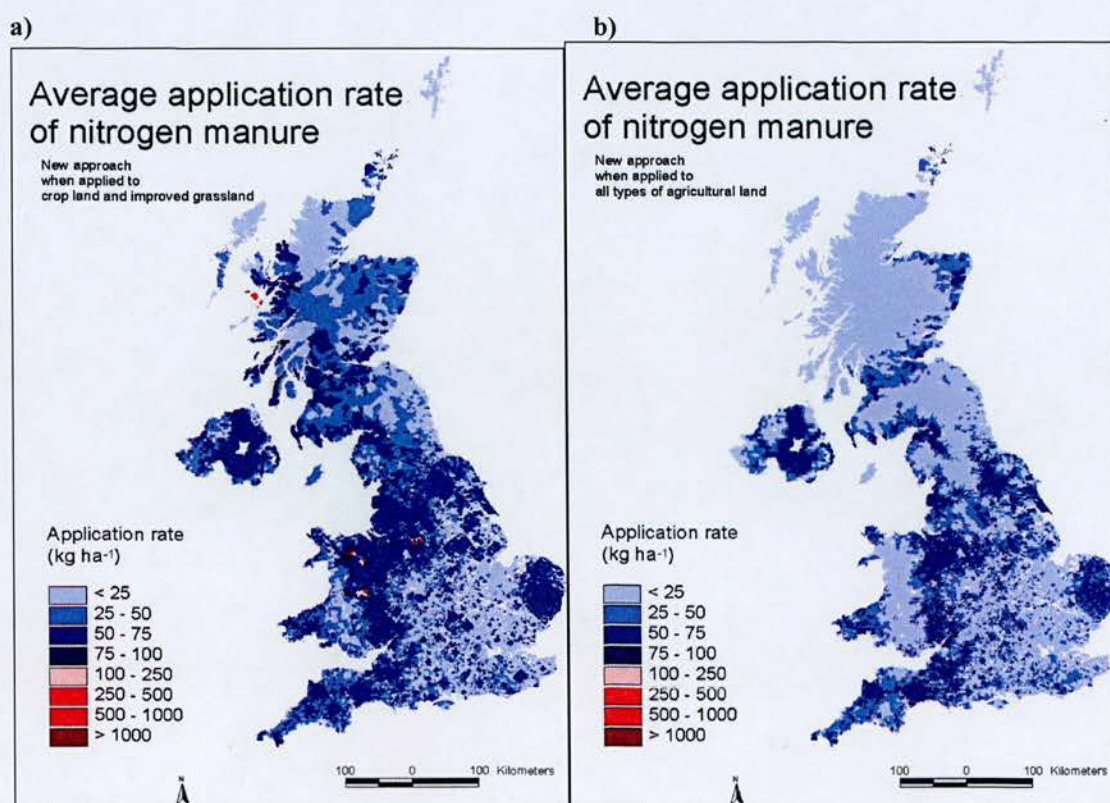 a)
Average application rate
of nitrogen manure
New approach
when applied to
crop land and improved grassland
Application rate
(kg ha⁻¹)
< 25
25 - 50
50 - 75
75 - 100
100 - 250
250 - 500
500 - 1000
> 1000
N
100 0 100 Kilometers
b)
Average application rate
of nitrogen manure
New approach
when applied to
all types of agricultural land
Application rate
(kg ha⁻¹)
< 25
25 - 50
50 - 75
75 - 100
100 - 250
250 - 500
500 - 1000
> 1000
N
100 0 100 Kilometers